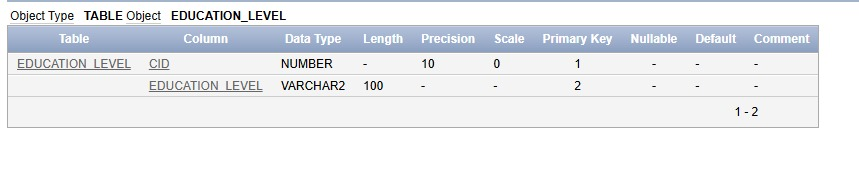 Object Type TABLE Object EDUCATION_LEVEL
Table Column Data Type Length Precision Scale Primary Key Nullable Default Comment
EDUCATION_LEVEL CID NUMBER - 10 0 1 - - -
EDUCATION_LEVEL VARCHAR2 100 - - 2 - - -
1 - 2